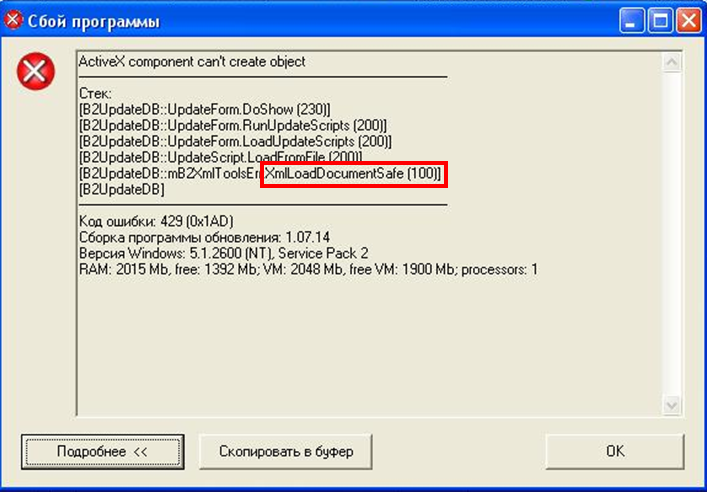 Сбой программы
ActiveX component can't create object
Стек:
[B2UpdateDB::UpdateForm.DoShow (230)]
[B2UpdateDB::UpdateForm.RunUpdateScripts (200)]
[B2UpdateDB::UpdateForm.LoadUpdateScripts (200)]
[B2UpdateDB::UpdateScript.LoadFromFile (200)]
[B2UpdateDB::mB2XmlToolsEm.XmlLoadDocumentSafe (100)]
[B2UpdateDB]
Код ошибки: 429 (0x1AD)
Сборка программы обновления: 1.07.14
Версия Windows: 5.1.2600 (NT), Service Pack 2
RAM: 2015 Mb, free: 1392 Mb; VM: 2048 Mb, free VM: 1900 Mb; processors: 1
Подробнее <<
Скопировать в буфер
OK